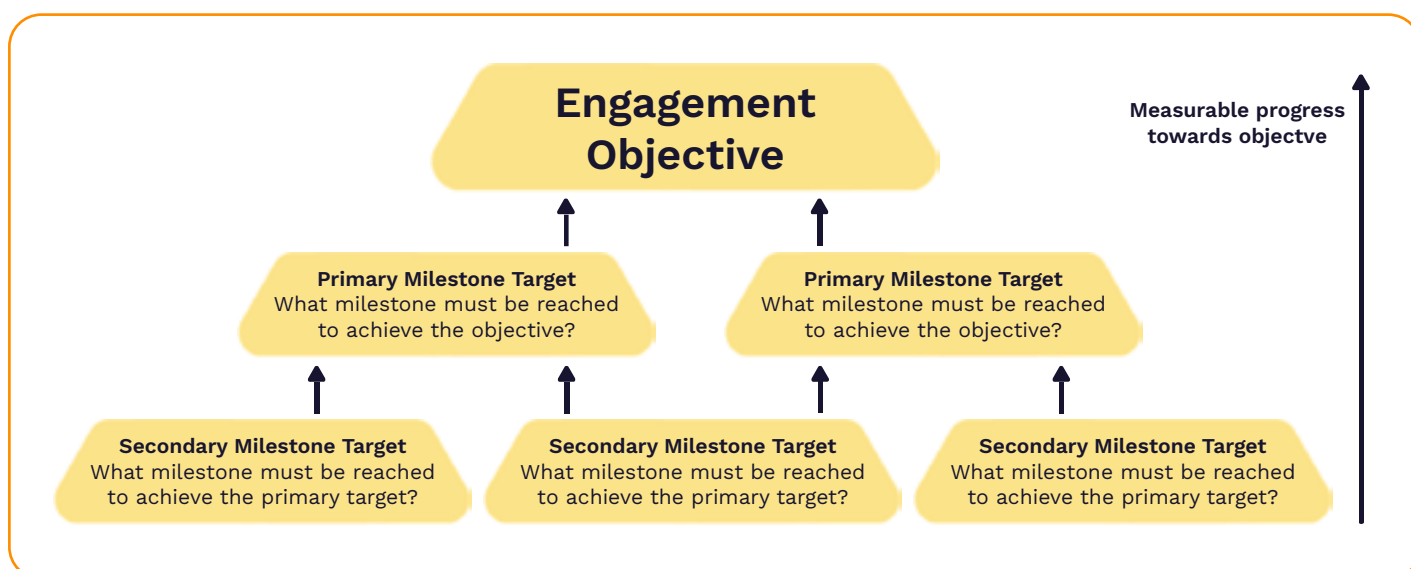 Engagement
Objective
Measurable progress
towards objectve
Primary Milestone Target
What milestone must be reached
to achieve the objective?
Primary Milestone Target
What milestone must be reached
to achieve the objective?
Secondary Milestone Target
What milestone must be reached
to achieve the primary target?
Secondary Milestone Target
What milestone must be reached
to achieve the primary target?
Secondary Milestone Target
What milestone must be reached
to achieve the primary target?